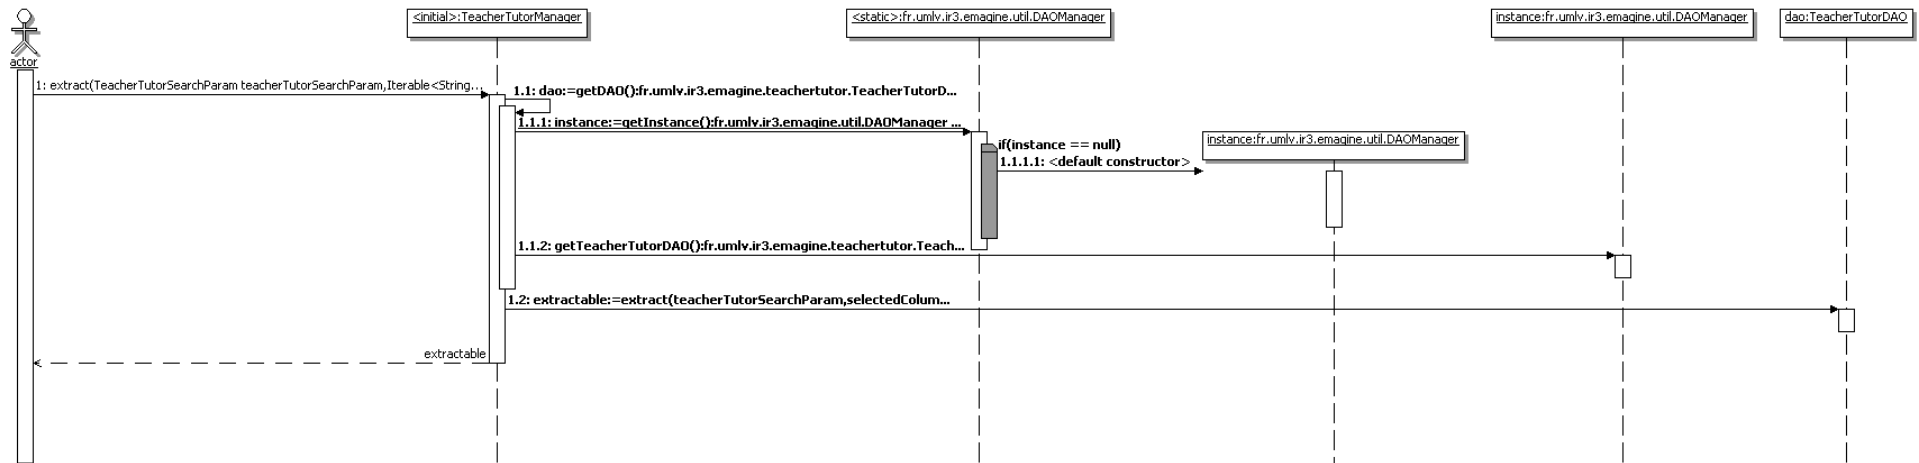 <initial>:TeacherTutorManager
<static>:fr.umlv.ir3.emagine.util.DAOManager
instance:fr.umlv.ir3.emagine.util.DAOManager
dao:TeacherTutorDAO
actor
1: extract(TeacherTutorSearchParam teacherTutorSearchParam,Iterable<String...
1.1: dao:=getDAO():fr.umlv.ir3.emagine.teachertutor.TeacherTutorD...
1.1.1: instance:=getInstance():fr.umlv.ir3.emagine.util.DAOManager ...
if(instance == null)
instance:fr.umlv.ir3.emagine.util.DAOManager
1.1.1.1: <default constructor>
1.1.2: getTeacherTutorDAO():fr.umlv.ir3.emagine.teachertutor.Teach...
1.2: extractable:=extract(teacherTutorSearchParam,selectedColum...
extractable